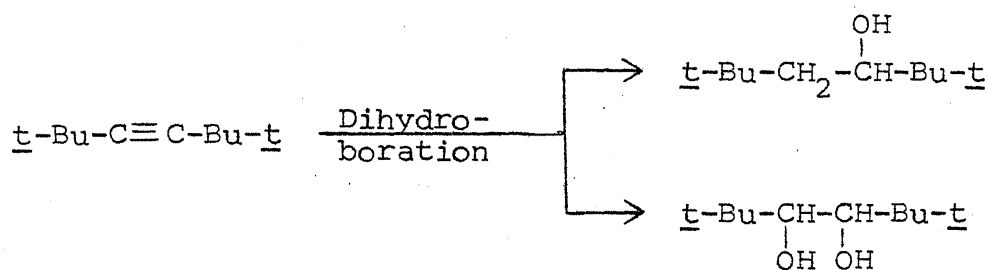 OH
t-Bu-CH2-CH-Bu-t
t-Bu-C≡C-Bu-t
Dihydro-
boration
t-Bu-CH-CH-Bu-t
OH OH